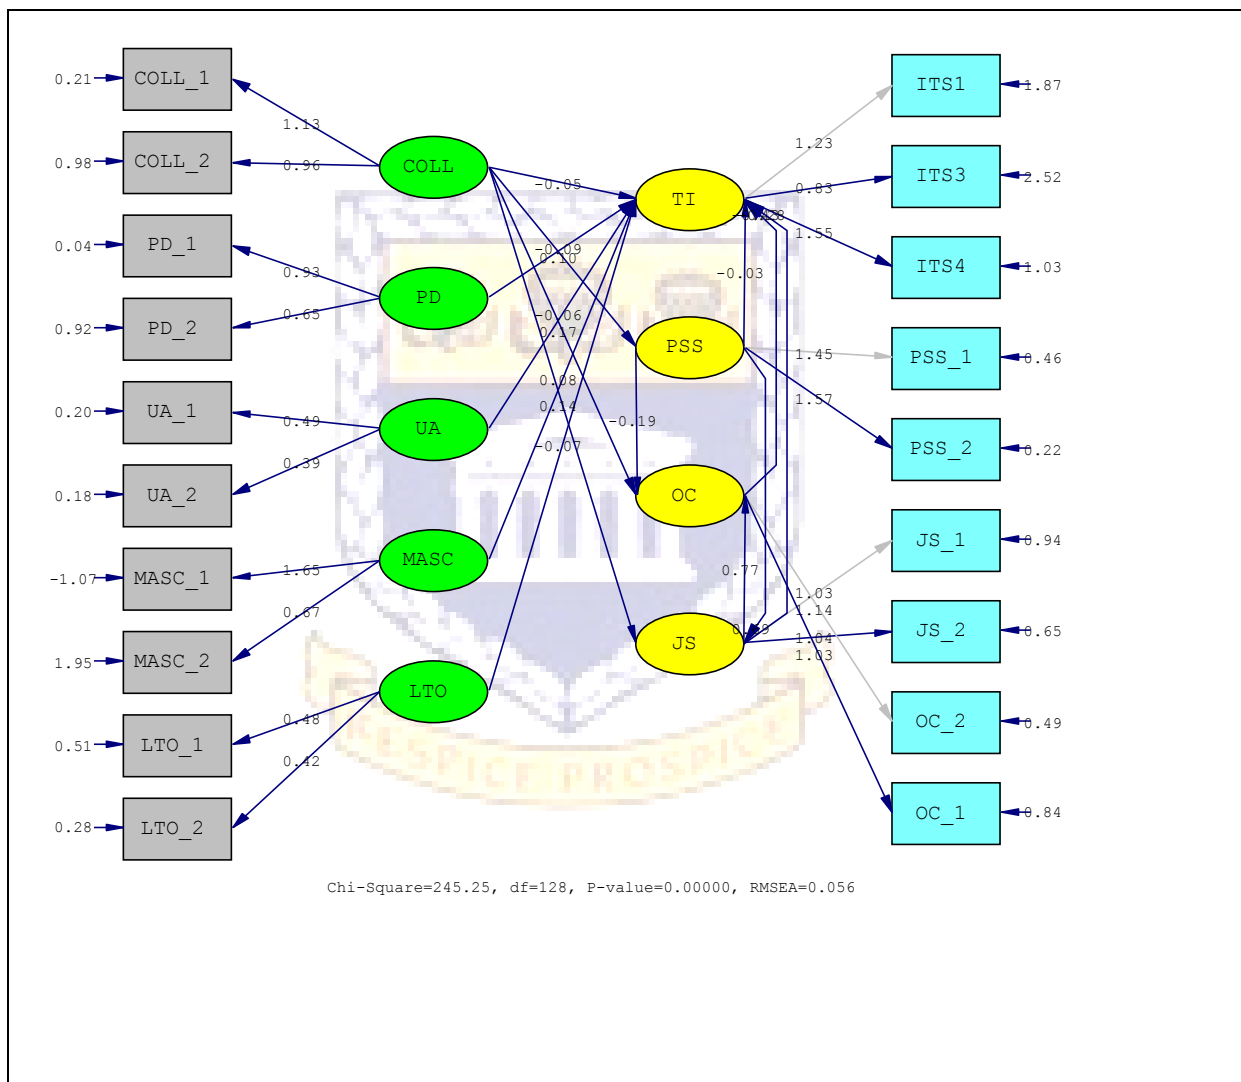 0.21
COLL_1
0.98
COLL_2
0.04
PD_1
0.92
PD_2
0.20
UA_1
0.18
UA_2
-1.07
MASC_1
1.95
MASC_2
0.51
LTO_1
0.28
LTO_2
1.13
0.96
0.93
0.65
0.49
0.39
1.65
0.67
0.48
0.42
COLL
PD
UA
MASC
LTO
-0.05
-0.09
0.10
-0.06
0.17
0.08
0.14
-0.07
-0.19
-0.03
0.77
TI
PSS
OC
JS
1.23
0.83
1.55
1.45
1.57
1.03
1.14
1.04
1.03
ITS1
1.87
ITS3
2.52
ITS4
1.03
PSS_1
0.46
PSS_2
0.22
JS_1
0.94
JS_2
0.65
OC_2
0.49
OC_1
0.84
RESPICE PROSPICE
Chi-Square=245.25, df=128, P-value=0.00000, RMSEA=0.056